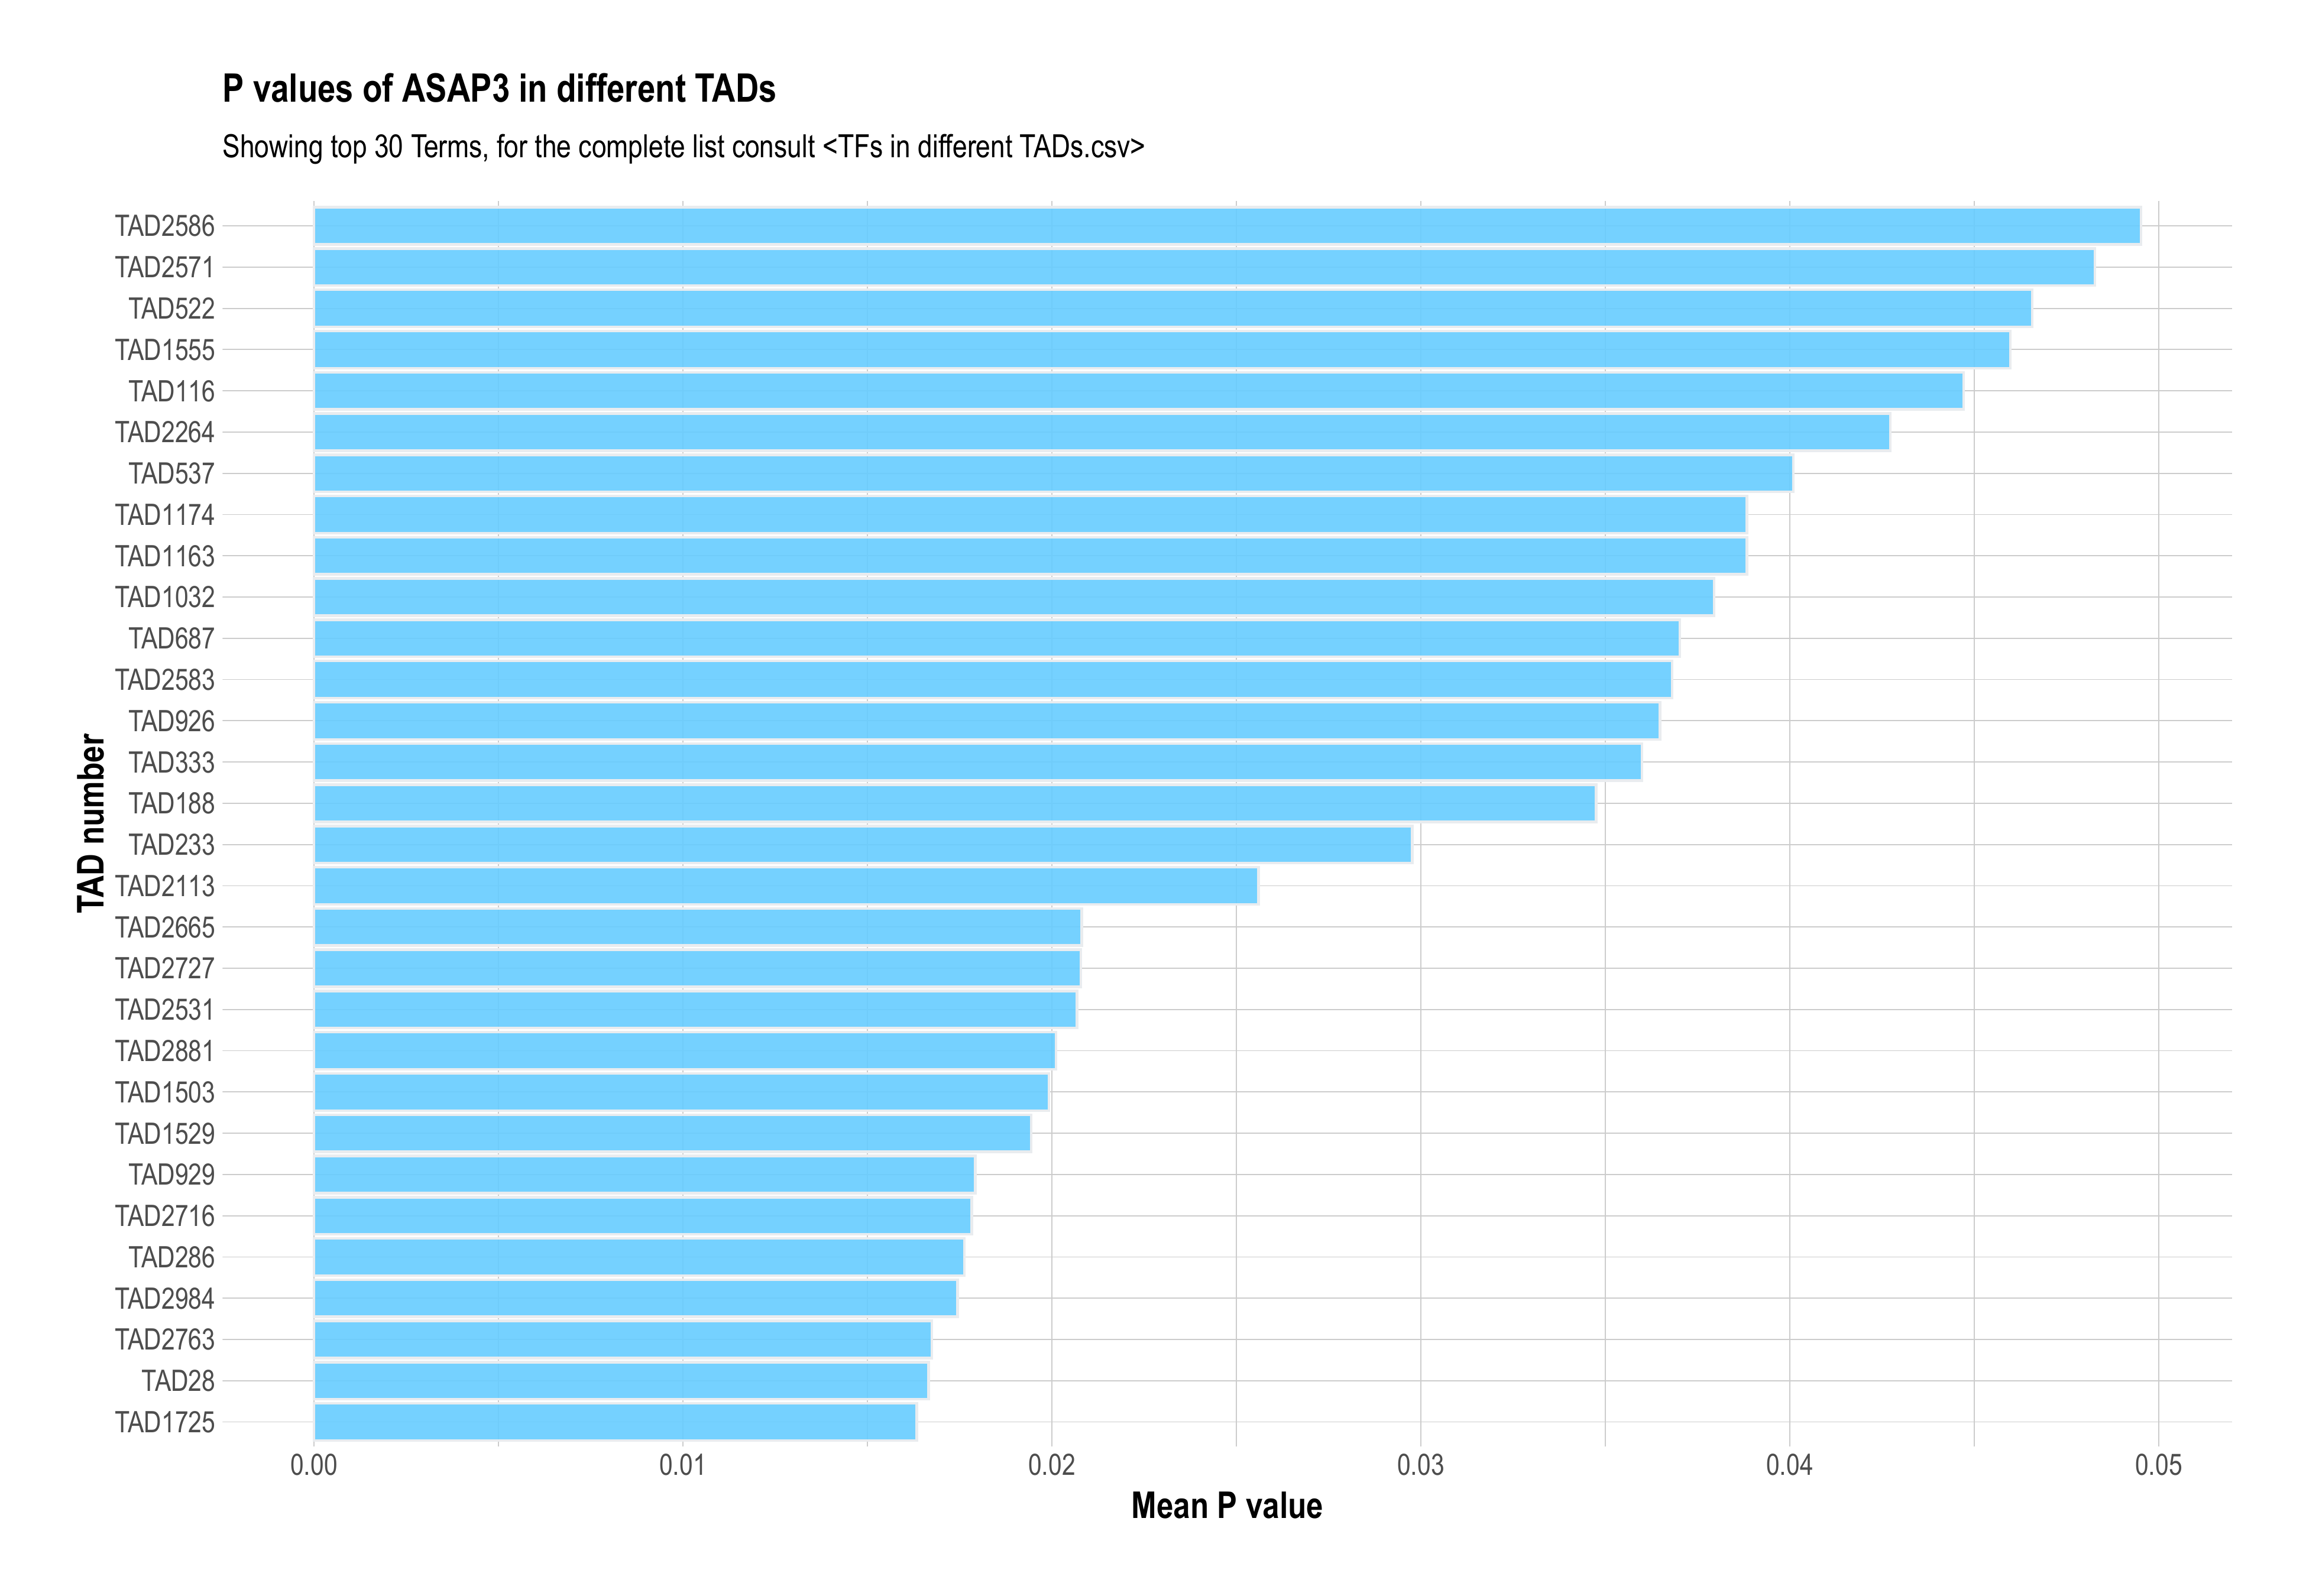 P values of ASAP3 in different TADs
Showing top 30 Terms, for the complete list consult <TFs in different TADs.csv>
TAD number
TAD2586
TAD2571
TAD522
TAD1555
TAD116
TAD2264
TAD537
TAD1174
TAD1163
TAD1032
TAD687
TAD2583
TAD926
TAD333
TAD188
TAD233
TAD2113
TAD2665
TAD2727
TAD2531
TAD2881
TAD1503
TAD1529
TAD929
TAD2716
TAD286
TAD2984
TAD2763
TAD28
TAD1725
0.00 0.01 0.02 0.03 0.04 0.05
Mean P value